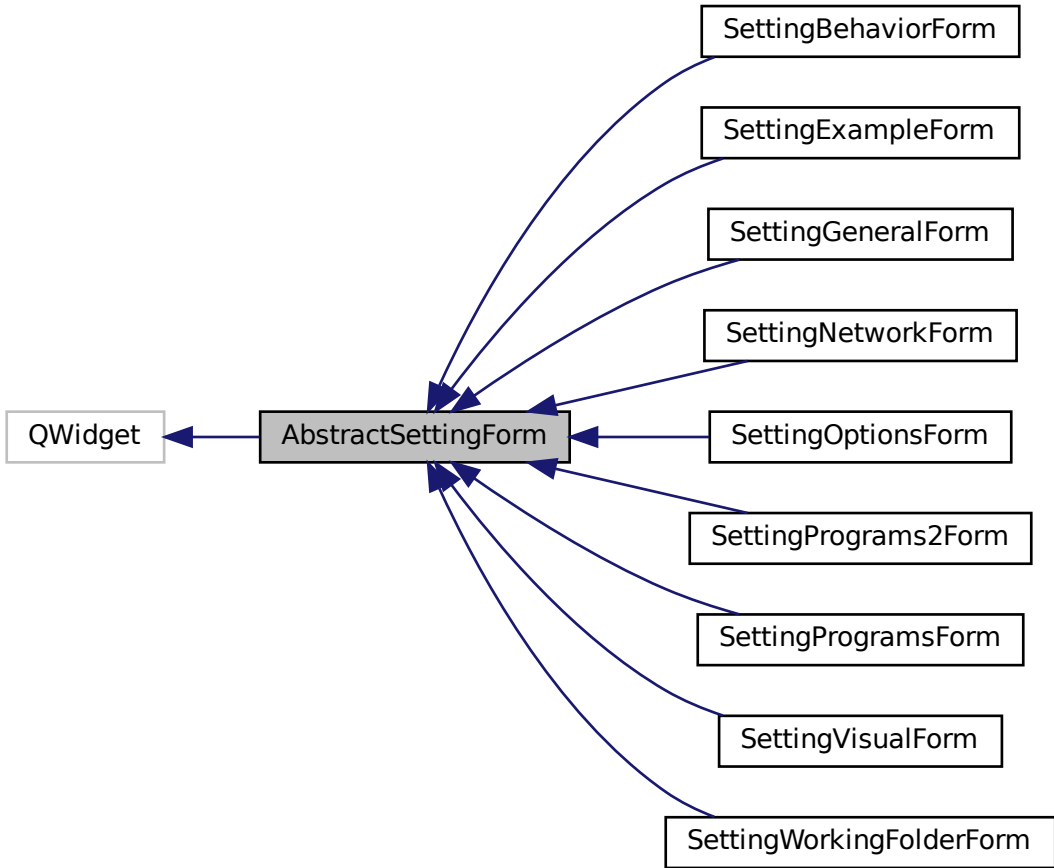 SettingBehaviorForm
SettingExampleForm
SettingGeneralForm
SettingNetworkForm
QWidget
AbstractSettingForm
SettingOptionsForm
SettingPrograms2Form
SettingProgramsForm
SettingVisualForm
SettingWorkingFolderForm